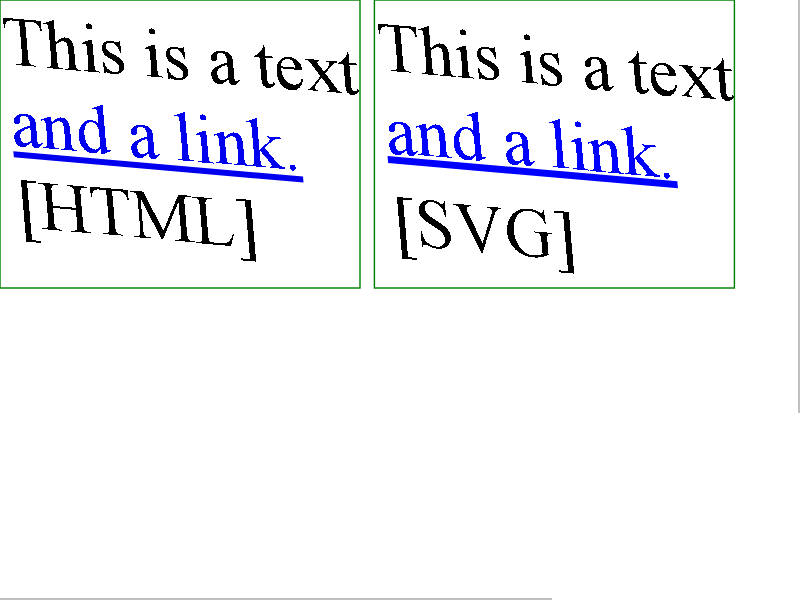 This is a text
and a link.
[HTML]
This is a text
and a link.
[SVG]